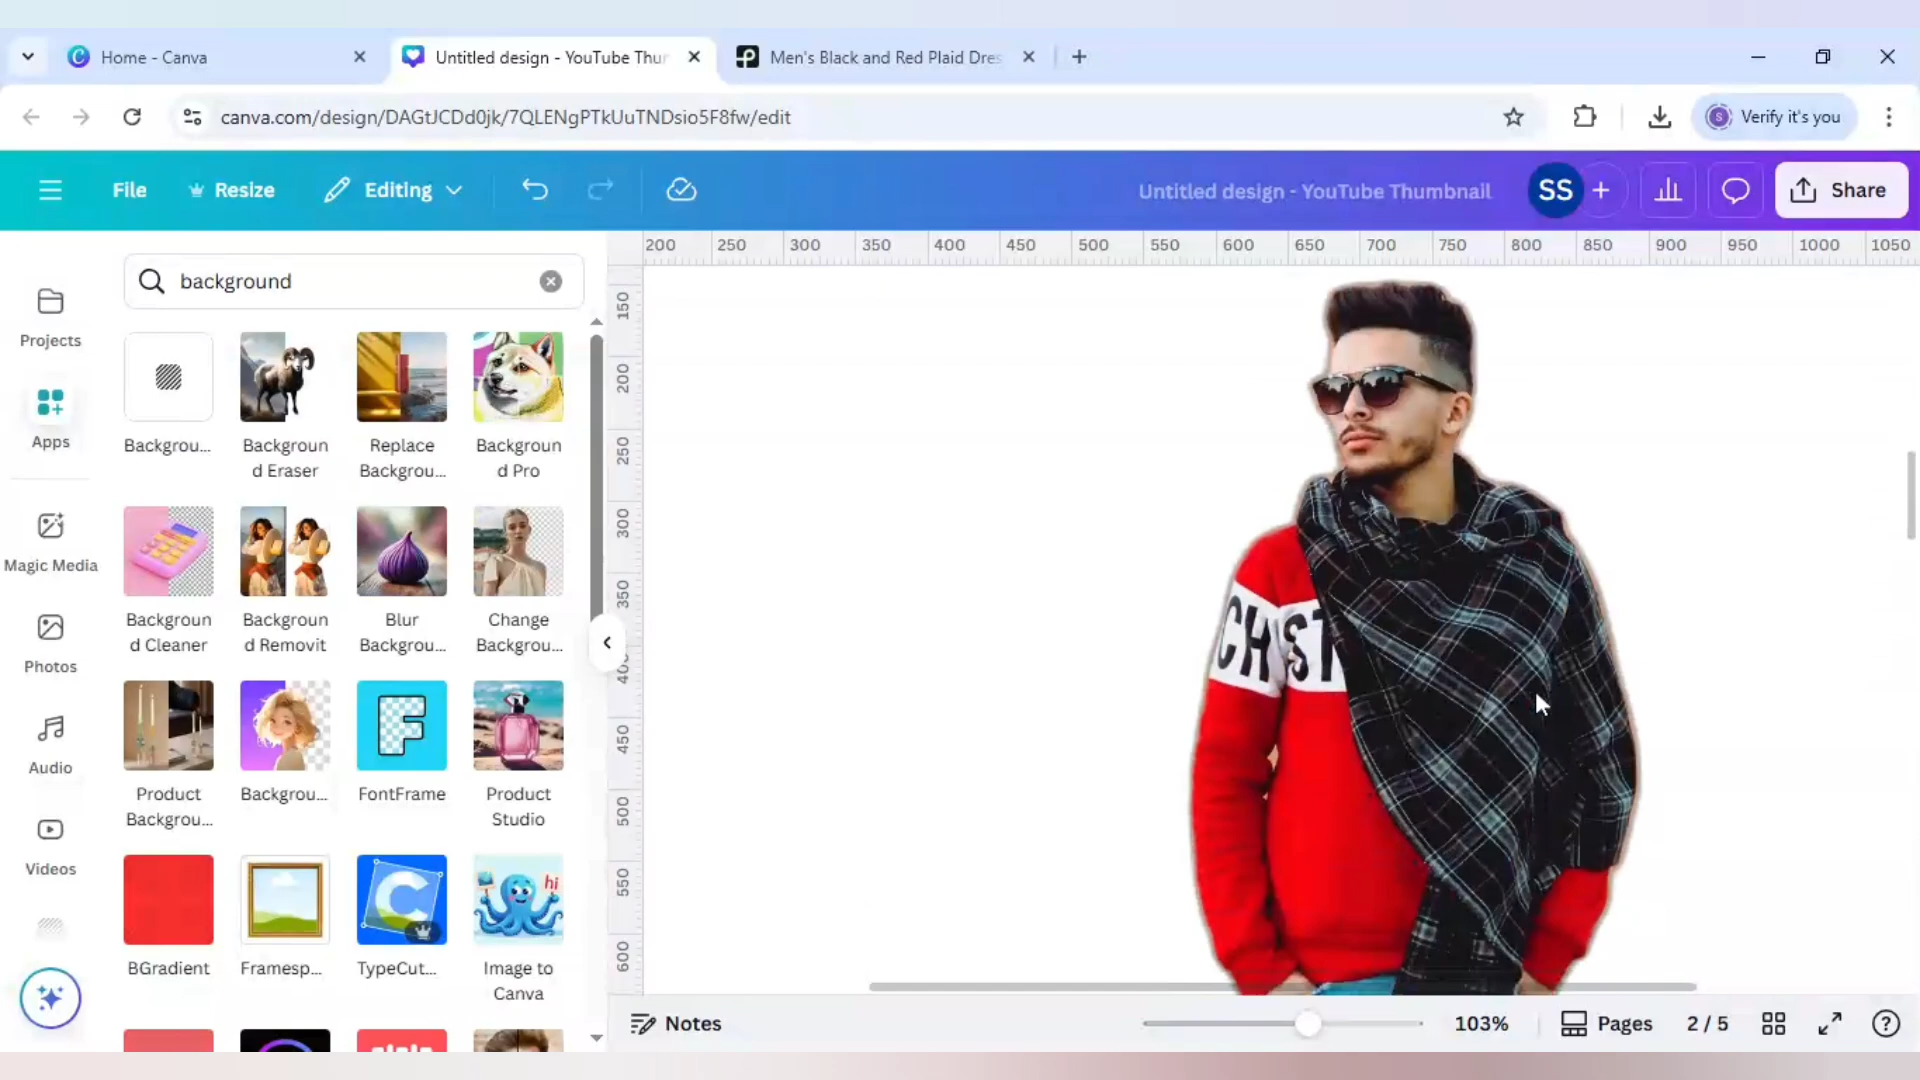 Home - Canva
Untitled design - YouTube Thur
Men's Black and Red Plaid Dres
canva.com/design/DAGtJCDd0jk/7QLENgPTkUuTNDsio5F8fw/edit
Verify it's you
File
Resize
Editing
Untitled design - YouTube Thumbnail
SS
Share
200 250 300 350 400 450 500 550 600 650 700 750 800 850 900 950 1000 1050
background
Projects
Apps
Magic Media
Photos
Audio
Videos
Backgrou...
Backgroun
d Eraser
Replace
Backgrou...
Backgroun
d Pro
Backgroun
d Cleaner
Backgroun
d Removit
Blur
Backgrou...
Change
Backgrou...
Product
Backgrou...
Backgrou...
F
FontFrame
Product
Studio
BGradient
Framesp...
C
TypeCut...
hi
Image to
Canva
150
200
250
300
350
400
450
500
550
600
CH ST
Notes
103%
Pages
2 / 5